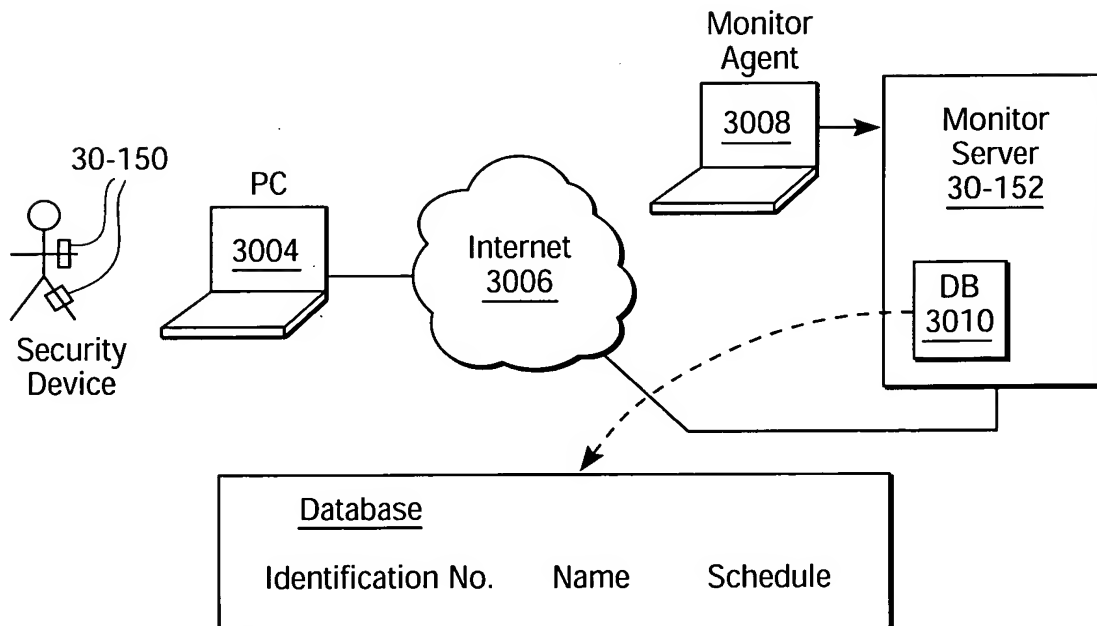 Monitor
Agent
3008
Monitor
Server
30-152
30-150
PC
3004
Internet
3006
DB
3010
Security
Device
Database
Identification No. Name Schedule